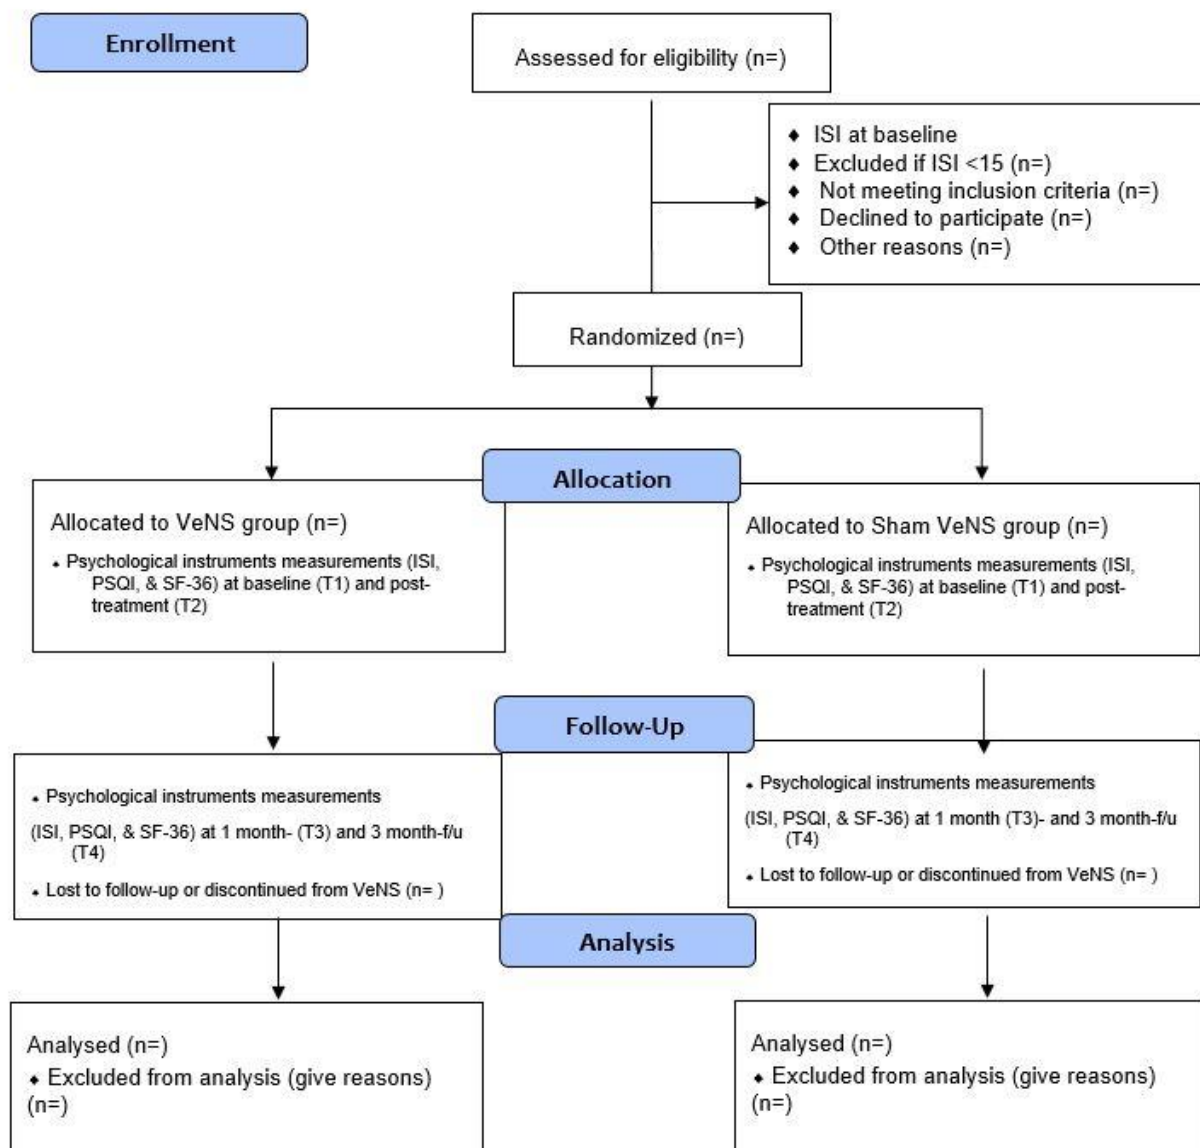 Enrollment
Assessed for eligibility (n=)
♦ ISI at baseline
♦ Excluded if ISI <15 (n=)
♦ Not meeting inclusion criteria (n=)
♦ Declined to participate (n=)
♦ Other reasons (n=)
Randomized (n=)
Allocation
Allocated to VeNS group (n=)
♦ Psychological instruments measurements (ISI,
PSQI, & SF-36) at baseline (T1) and post-
treatment (T2)
Allocated to Sham VeNS group (n=)
♦ Psychological instruments measurements (ISI,
PSQI, & SF-36) at baseline (T1) and post-
treatment (T2)
Follow-Up
♦ Psychological instruments measurements
(ISI, PSQI, & SF-36) at 1 month- (T3) and 3 month-f/u
(T4)
♦ Lost to follow-up or discontinued from VeNS (n= )
♦ Psychological instruments measurements
(ISI, PSQI, & SF-36) at 1 month (T3)- and 3 month-f/u
(T4)
♦ Lost to follow-up or discontinued from VeNS (n= )
Analysis
Analysed (n=)
♦ Excluded from analysis (give reasons)
(n=)
Analysed (n=)
♦ Excluded from analysis (give reasons)
(n=)